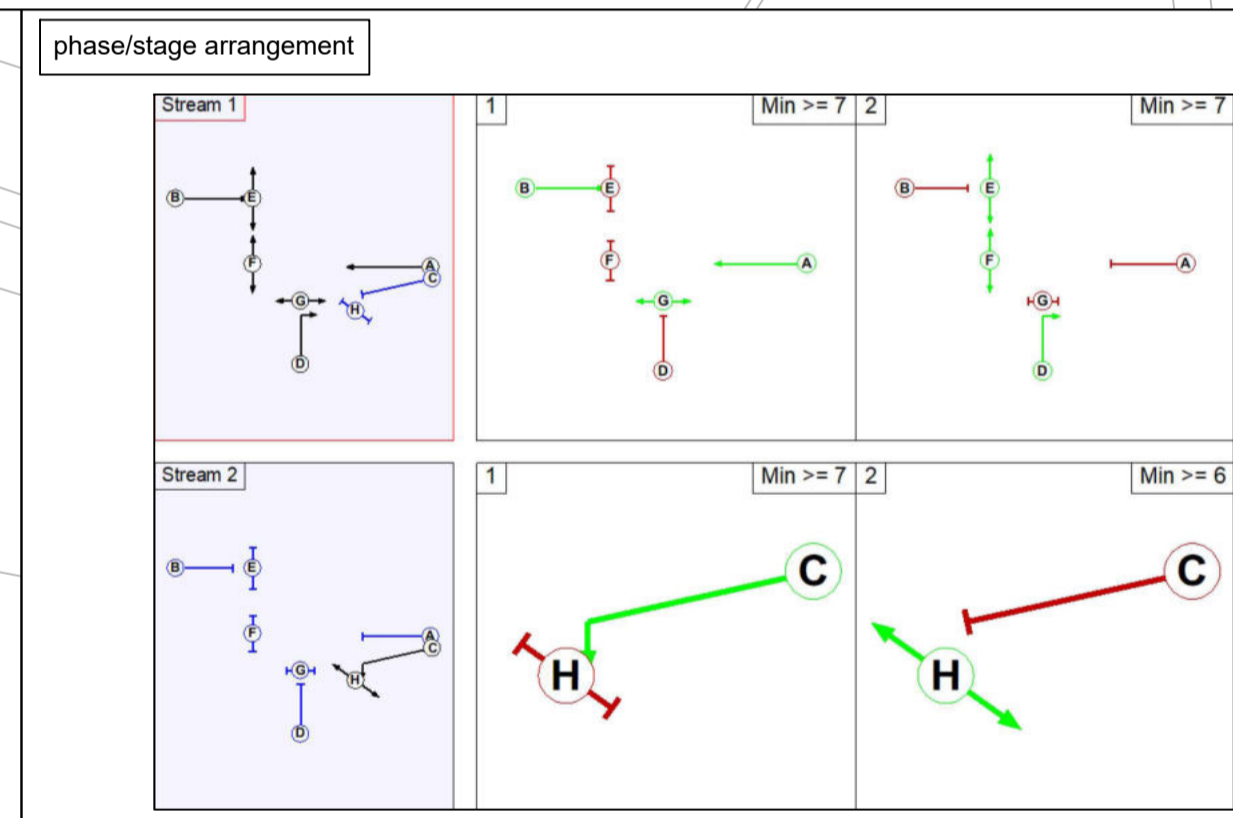 phase/stage arrangement
Stream 1
1
Min >= 7
2
Min >= 7
B
E
F
A
C
G
H
D
B
E
F
A
G
D
B
E
F
A
G
D
Stream 2
1
Min >= 7
2
Min >= 6
B
E
F
A
C
G
H
D
C
H
C
H